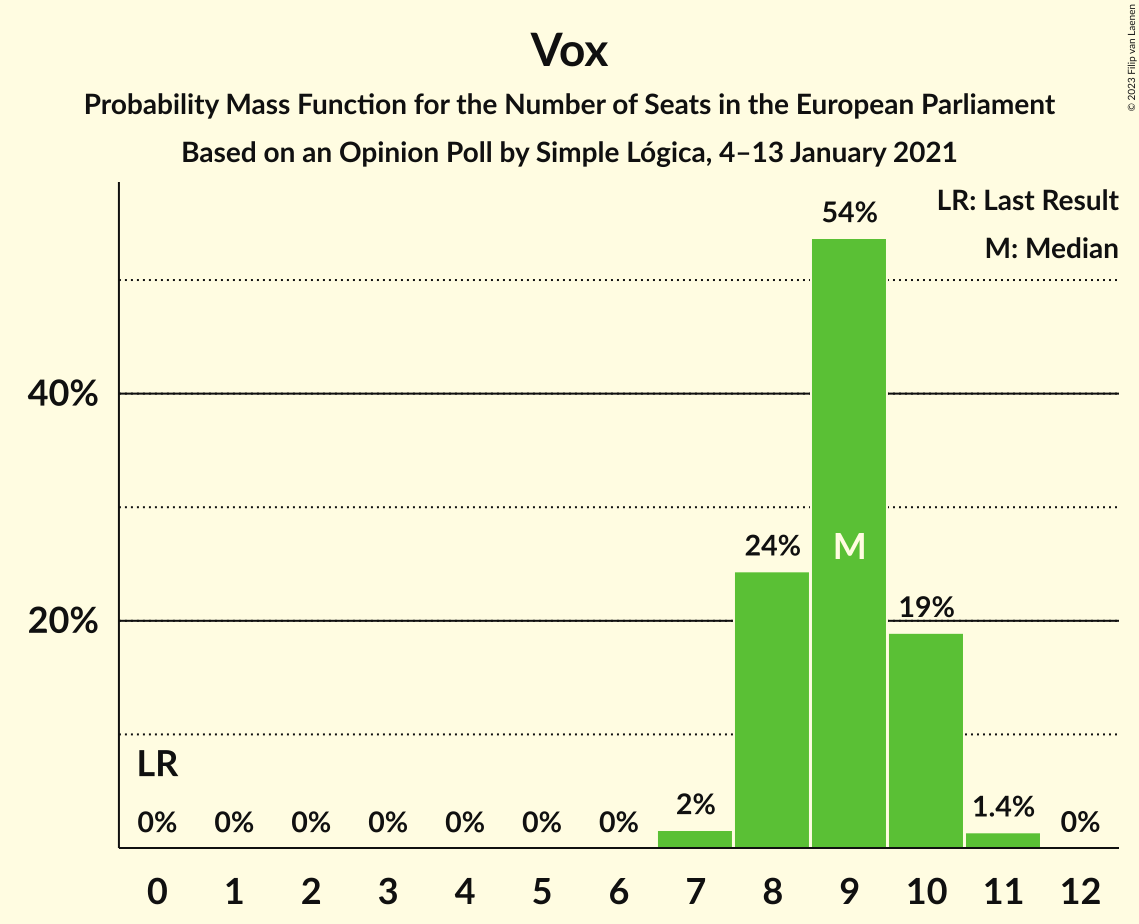 Vox
Probability Mass Function for the Number of Seats in the European Parliament
Based on an Opinion Poll by Simple Lógica, 4–13 January 2021
© 2023 Filip van Laenen
LR: Last Result
M: Median
54%
40%
24%
M
19%
20%
LR
0% 0% 0% 0% 0% 0% 0% 2% 1.4% 0%
0 1 2 3 4 5 6 7 8 9 10 11 12